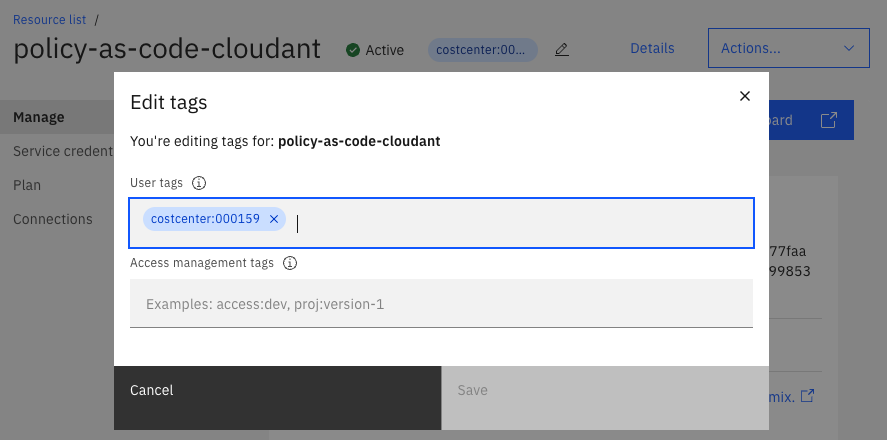 Resource list /
policy-as-code-cloudant
Active
costcenter:00...
Details
Actions...
Manage
Service credent
Plan
Connections
ard
77faa
99853
mix.
Edit tags
You're editing tags for: policy-as-code-cloudant
User tags
costcenter:000159
Access management tags
Examples: access:dev, proj:version-1
Cancel
Save